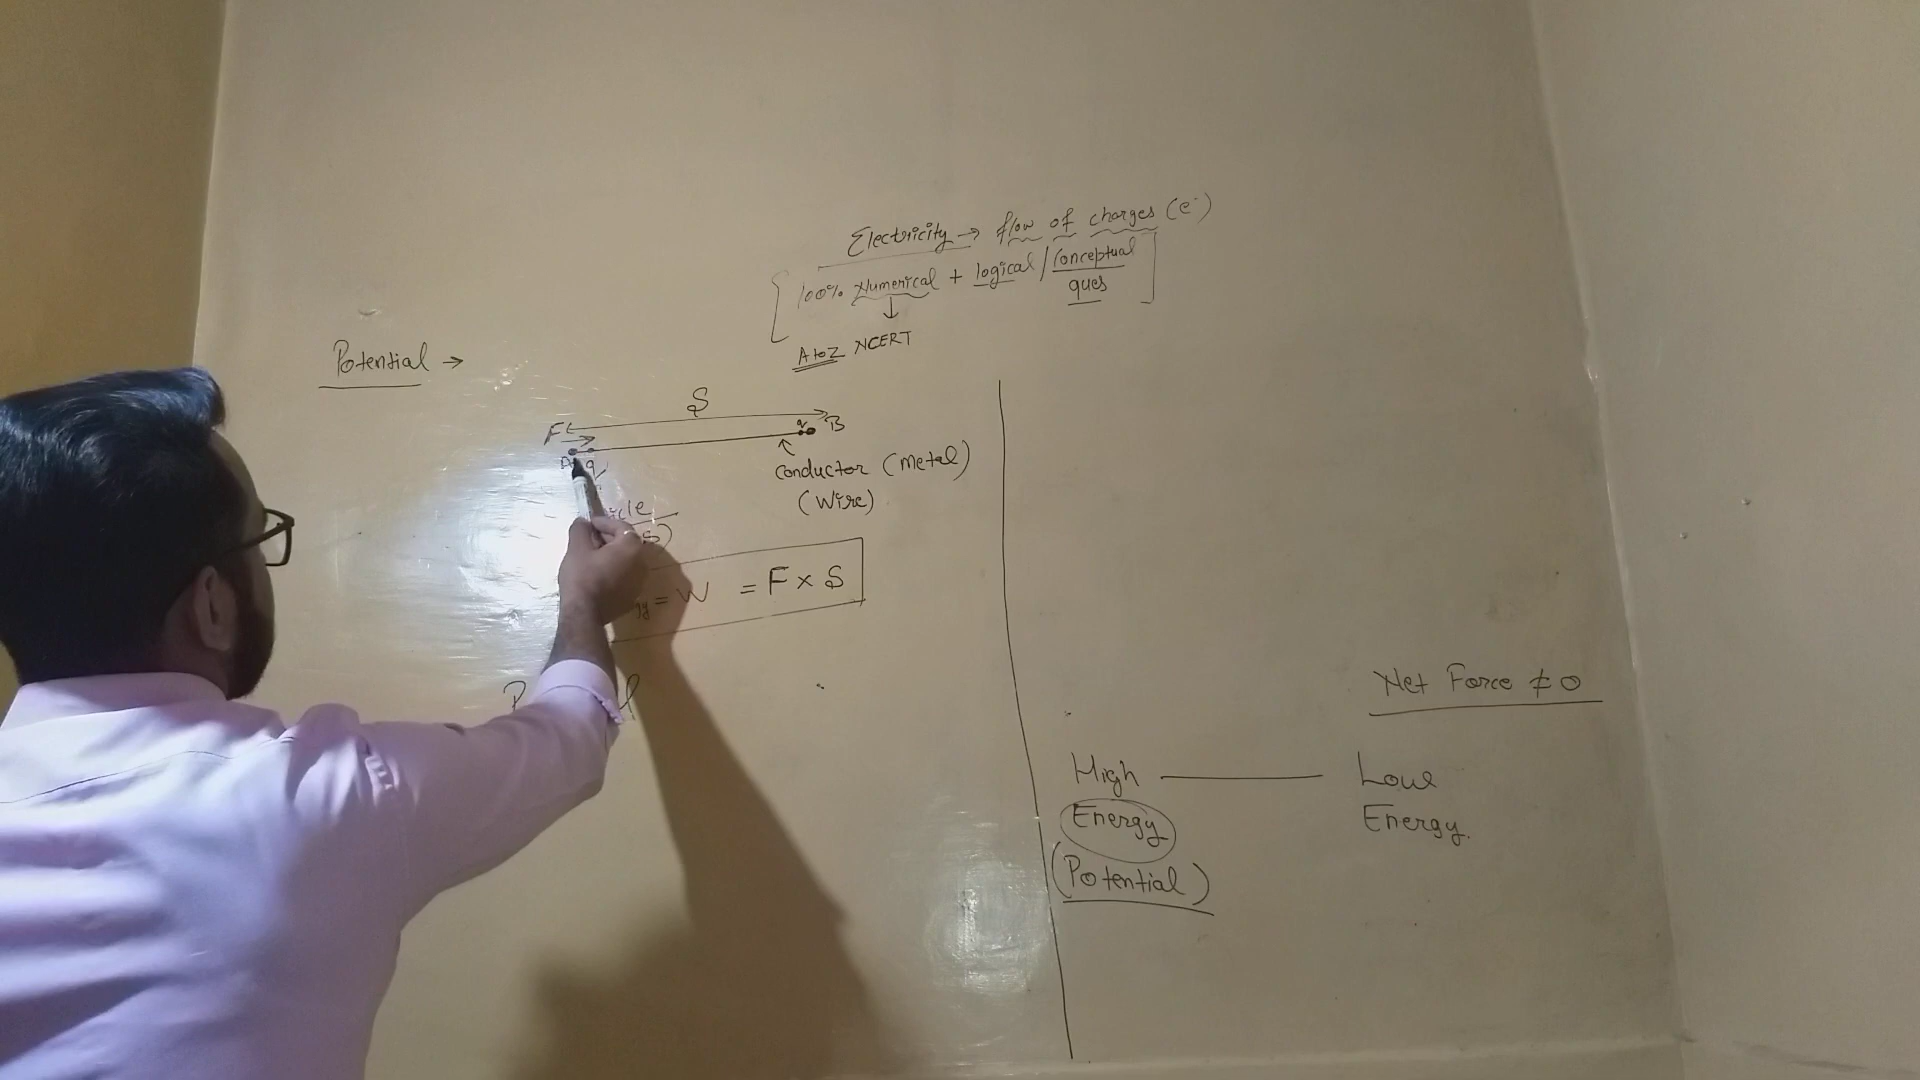 Electricity → flow of charges (e⁻)
[100% Numerical + logical / Conceptual
ques]
↓
A to Z NCERT
Potential →
S
F
B
q
A q
Conductor (Metal)
(Wire)
= W = F × S
Net Force ≠ 0
High ——— Low
Energy Energy.
(Potential)